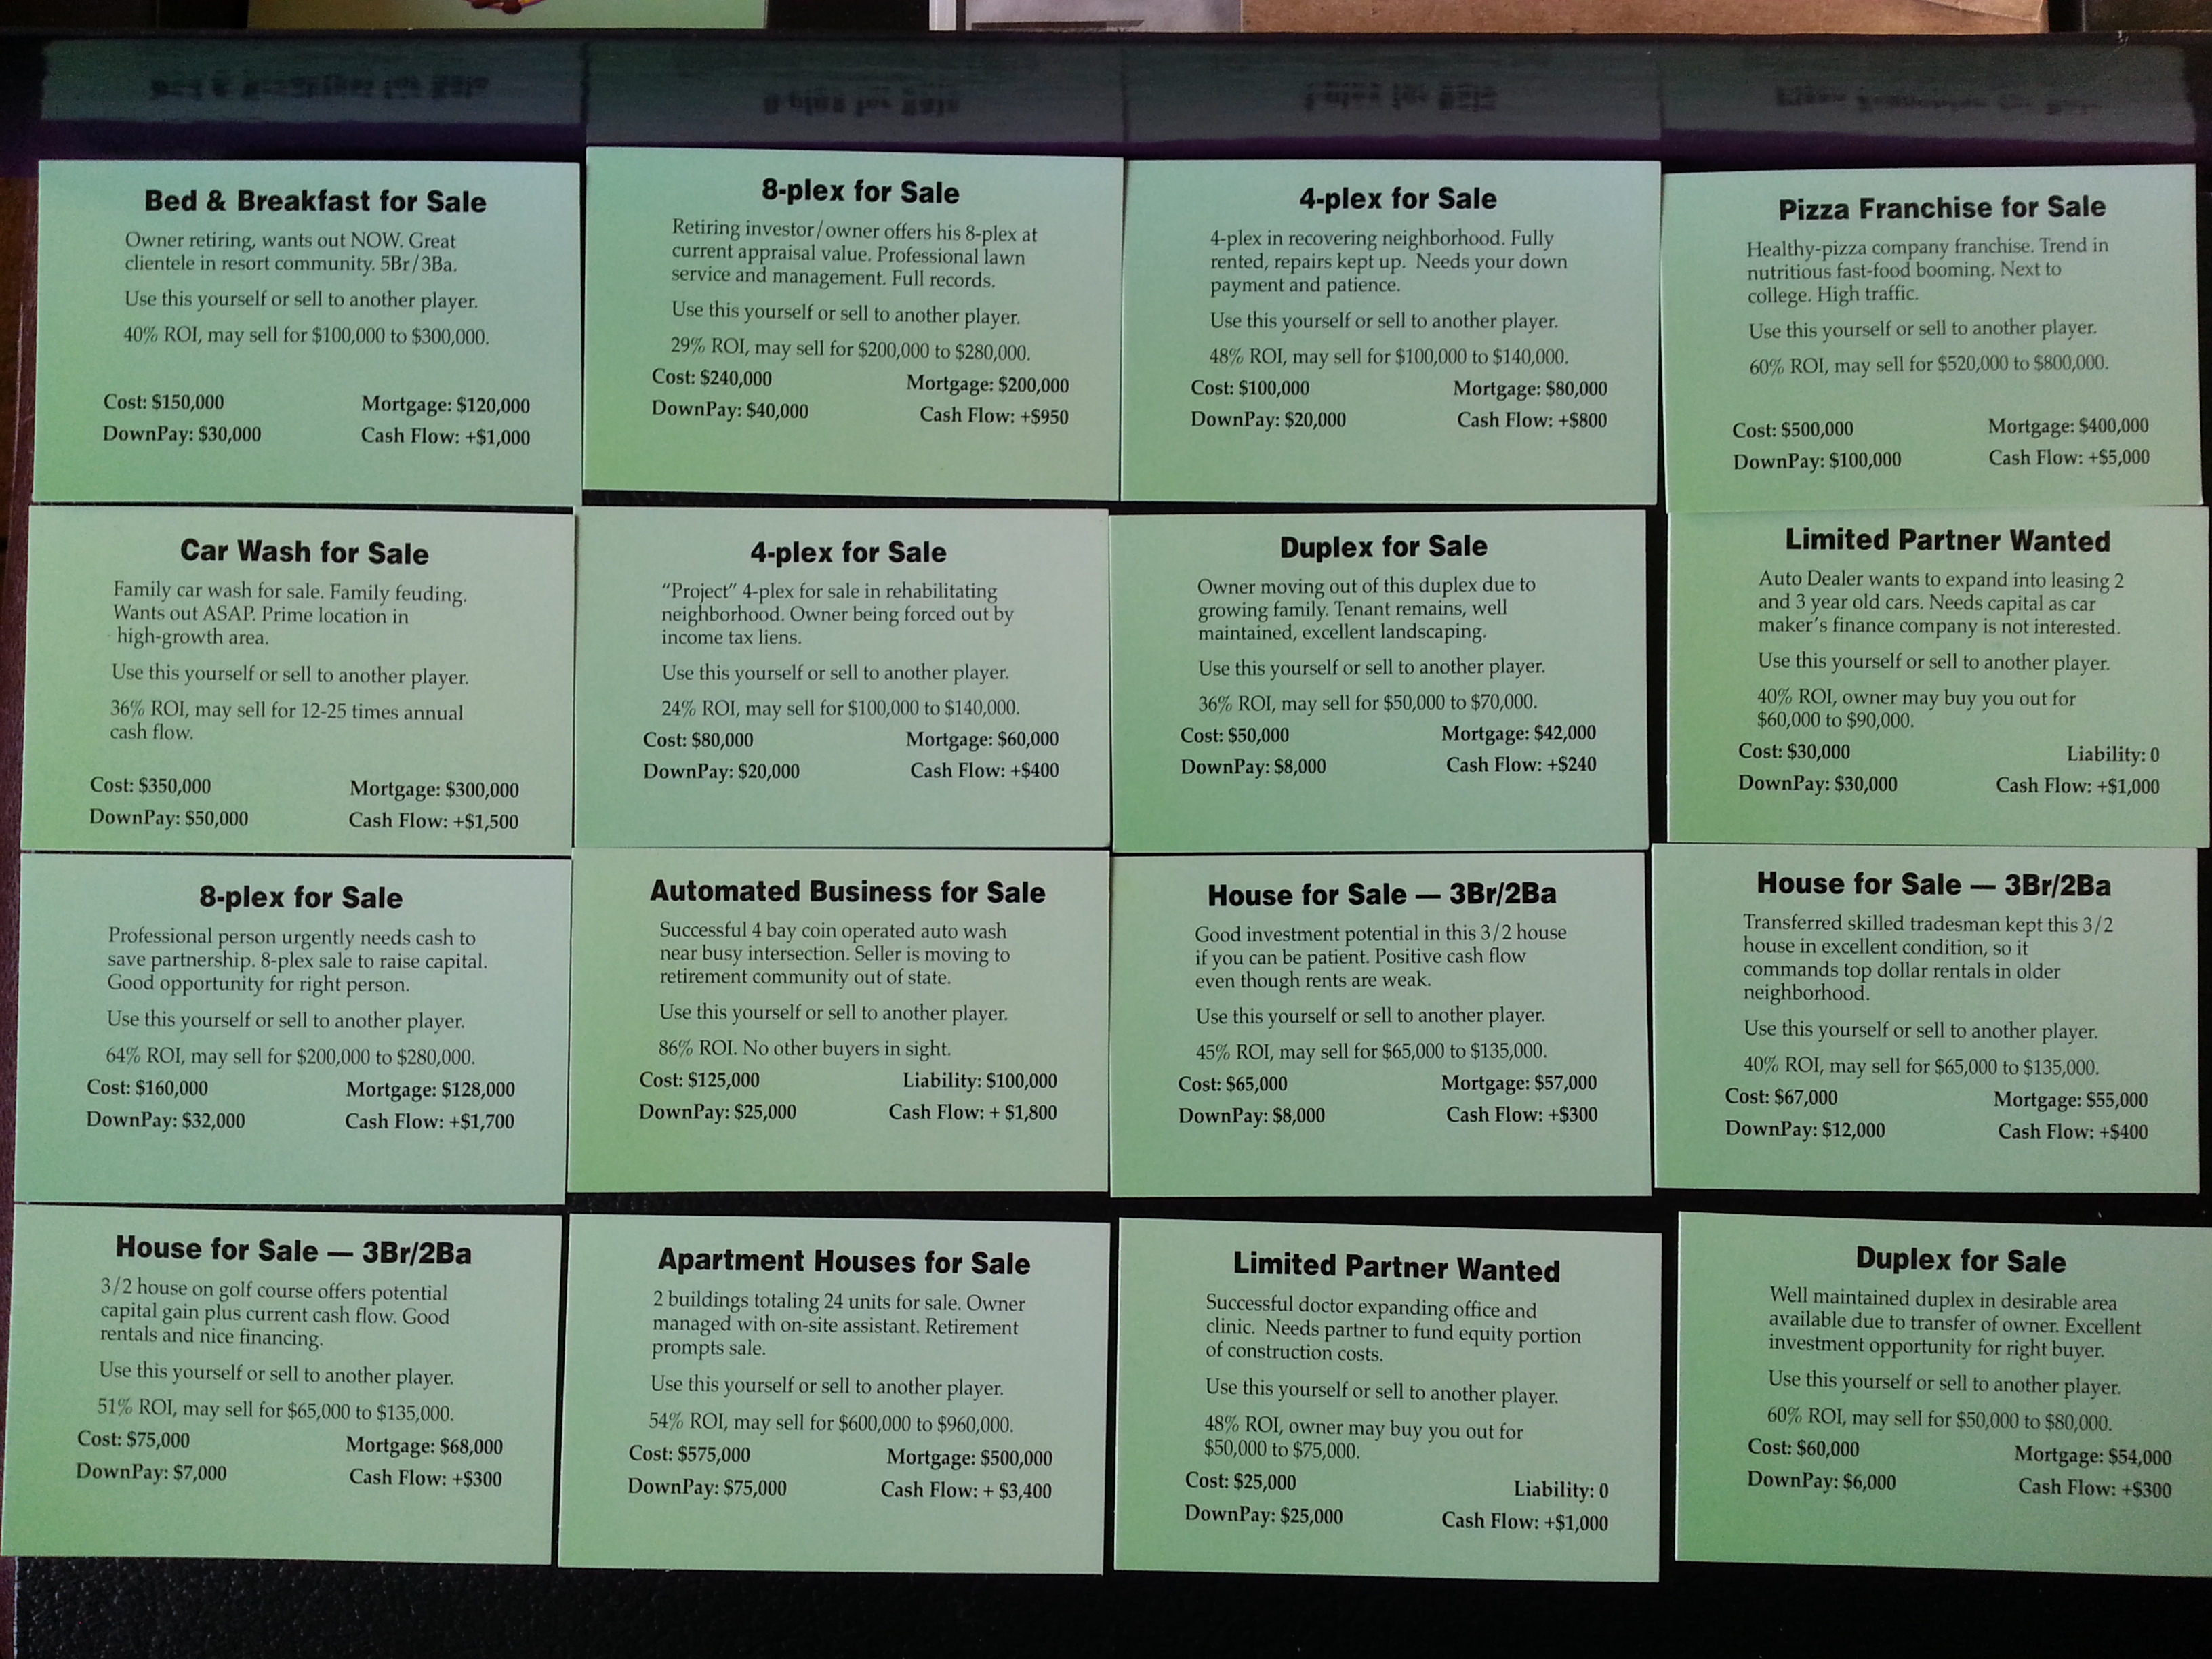 Bed & Breakfast for Sale
Owner retiring, wants out NOW. Great
clientele in resort community. 5Br/3Ba.
Use this yourself or sell to another player.
40% ROI, may sell for $100,000 to $300,000.
Cost: $150,000 Mortgage: $120,000
DownPay: $30,000 Cash Flow: +$1,000
8-plex for Sale
Retiring investor/owner offers his 8-plex at
current appraisal value. Professional lawn
service and management. Full records.
Use this yourself or sell to another player.
29% ROI, may sell for $200,000 to $280,000.
Cost: $240,000 Mortgage: $200,000
DownPay: $40,000 Cash Flow: +$950
4-plex for Sale
4-plex in recovering neighborhood. Fully
rented, repairs kept up. Needs your down
payment and patience.
Use this yourself or sell to another player.
48% ROI, may sell for $100,000 to $140,000.
Cost: $100,000 Mortgage: $80,000
DownPay: $20,000 Cash Flow: +$800
Pizza Franchise for Sale
Healthy-pizza company franchise. Trend in
nutritious fast-food booming. Next to
college. High traffic.
Use this yourself or sell to another player.
60% ROI, may sell for $520,000 to $800,000.
Cost: $500,000 Mortgage: $400,000
DownPay: $100,000 Cash Flow: +$5,000
Car Wash for Sale
Family car wash for sale. Family feuding.
Wants out ASAP. Prime location in
high-growth area.
Use this yourself or sell to another player.
36% ROI, may sell for 12-25 times annual
cash flow.
Cost: $350,000 Mortgage: $300,000
DownPay: $50,000 Cash Flow: +$1,500
4-plex for Sale
“Project” 4-plex for sale in rehabilitating
neighborhood. Owner being forced out by
income tax liens.
Use this yourself or sell to another player.
24% ROI, may sell for $100,000 to $140,000.
Cost: $80,000 Mortgage: $60,000
DownPay: $20,000 Cash Flow: +$400
Duplex for Sale
Owner moving out of this duplex due to
growing family. Tenant remains, well
maintained, excellent landscaping.
Use this yourself or sell to another player.
36% ROI, may sell for $50,000 to $70,000.
Cost: $50,000 Mortgage: $42,000
DownPay: $8,000 Cash Flow: +$240
Limited Partner Wanted
Auto Dealer wants to expand into leasing 2
and 3 year old cars. Needs capital as car
maker's finance company is not interested.
Use this yourself or sell to another player.
40% ROI, owner may buy you out for
$60,000 to $90,000.
Cost: $30,000 Liability: 0
DownPay: $30,000 Cash Flow: +$1,000
8-plex for Sale
Professional person urgently needs cash to
save partnership. 8-plex sale to raise capital.
Good opportunity for right person.
Use this yourself or sell to another player.
64% ROI, may sell for $200,000 to $280,000.
Cost: $160,000 Mortgage: $128,000
DownPay: $32,000 Cash Flow: +$1,700
Automated Business for Sale
Successful 4 bay coin operated auto wash
near busy intersection. Seller is moving to
retirement community out of state.
Use this yourself or sell to another player.
86% ROI. No other buyers in sight.
Cost: $125,000 Liability: $100,000
DownPay: $25,000 Cash Flow: + $1,800
House for Sale — 3Br/2Ba
Good investment potential in this 3/2 house
if you can be patient. Positive cash flow
even though rents are weak.
Use this yourself or sell to another player.
45% ROI, may sell for $65,000 to $135,000.
Cost: $65,000 Mortgage: $57,000
DownPay: $8,000 Cash Flow: +$300
House for Sale — 3Br/2Ba
Transferred skilled tradesman kept this 3/2
house in excellent condition, so it
commands top dollar rentals in older
neighborhood.
Use this yourself or sell to another player.
40% ROI, may sell for $65,000 to $135,000.
Cost: $67,000 Mortgage: $55,000
DownPay: $12,000 Cash Flow: +$400
House for Sale — 3Br/2Ba
3/2 house on golf course offers potential
capital gain plus current cash flow. Good
rentals and nice financing.
Use this yourself or sell to another player.
51% ROI, may sell for $65,000 to $135,000.
Cost: $75,000 Mortgage: $68,000
DownPay: $7,000 Cash Flow: +$300
Apartment Houses for Sale
2 buildings totaling 24 units for sale. Owner
managed with on-site assistant. Retirement
prompts sale.
Use this yourself or sell to another player.
54% ROI, may sell for $600,000 to $960,000.
Cost: $575,000 Mortgage: $500,000
DownPay: $75,000 Cash Flow: + $3,400
Limited Partner Wanted
Successful doctor expanding office and
clinic. Needs partner to fund equity portion
of construction costs.
Use this yourself or sell to another player.
48% ROI, owner may buy you out for
$50,000 to $75,000.
Cost: $25,000 Liability: 0
DownPay: $25,000 Cash Flow: +$1,000
Duplex for Sale
Well maintained duplex in desirable area
available due to transfer of owner. Excellent
investment opportunity for right buyer.
Use this yourself or sell to another player.
60% ROI, may sell for $50,000 to $80,000.
Cost: $60,000 Mortgage: $54,000
DownPay: $6,000 Cash Flow: +$300